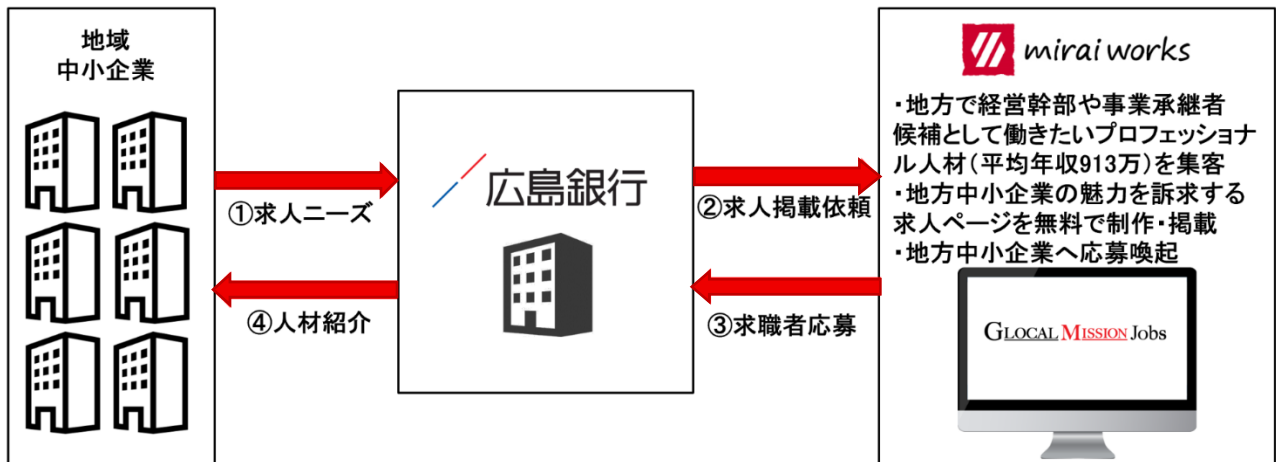 地域
中小企業
①求人ニーズ
④人材紹介
広島銀行
②求人掲載依頼
③求職者応募
mirai works
・地方で経営幹部や事業承継者
候補として働きたいプロフェッショナ
ル人材(平均年収913万)を集客
・地方中小企業の魅力を訴求する
求人ページを無料で制作・掲載
・地方中小企業へ応募喚起
GLOCAL MISSION Jobs